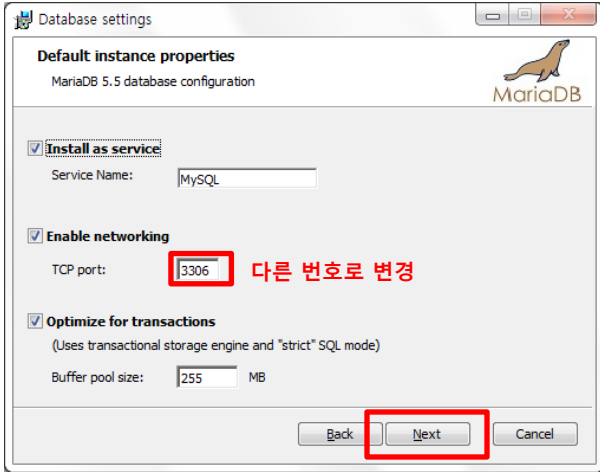 Database settings
Default instance properties
MariaDB 5.5 database configuration
MariaDB
Install as service
Service Name: MySQL
Enable networking
TCP port: 3306 다른 번호로 변경
Optimize for transactions
(Uses transactional storage engine and "strict" SQL mode)
Buffer pool size: 255 MB
Back Next Cancel